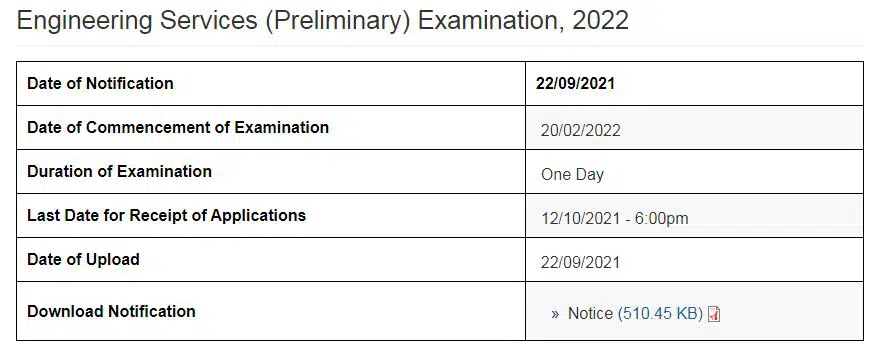 Engineering Services (Preliminary) Examination, 2022
Date of Notification 22/09/2021
Date of Commencement of Examination 20/02/2022
Duration of Examination One Day
Last Date for Receipt of Applications 12/10/2021 - 6:00pm
Date of Upload 22/09/2021
Download Notification » Notice (510.45 KB)